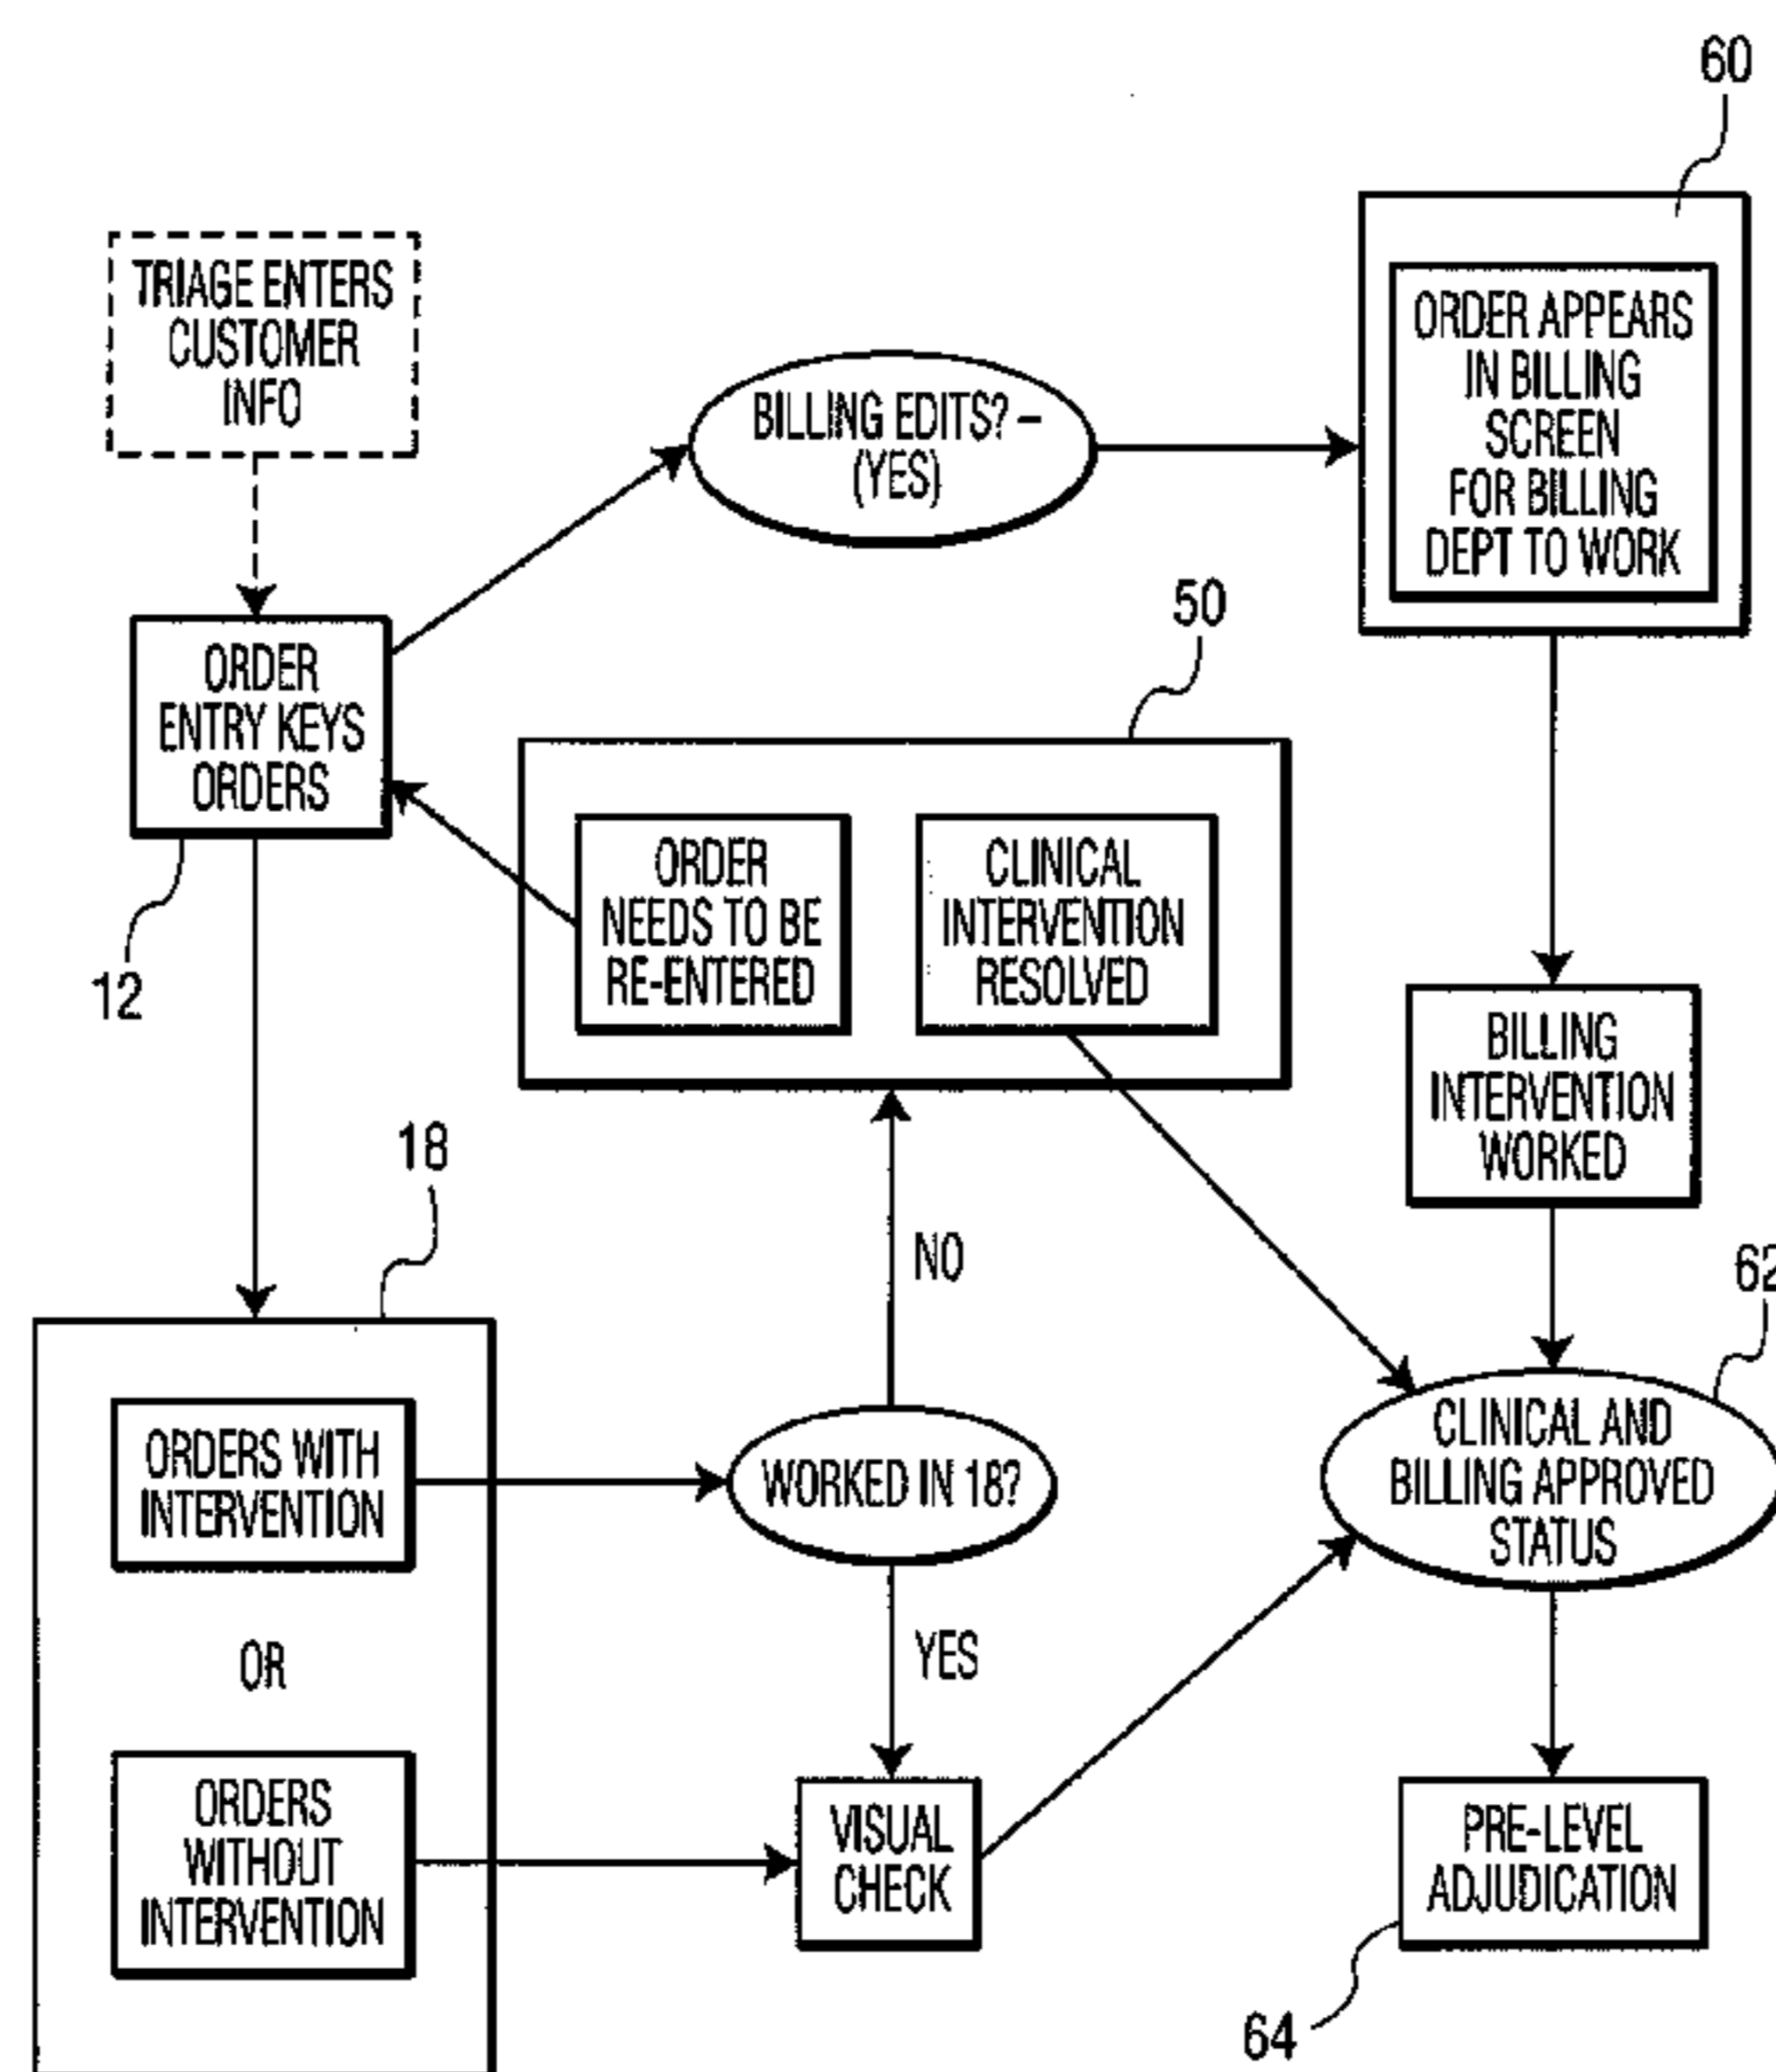 60
TRIAGE ENTERS
CUSTOMER
INFO
ORDER APPEARS
IN BILLING
SCREEN
FOR BILLING
DEPT TO WORK
BILLING EDITS? –
(YES)
50
ORDER
ENTRY KEYS
ORDERS
12
ORDER
NEEDS TO BE
RE-ENTERED
CLINICAL
INTERVENTION
RESOLVED
BILLING
INTERVENTION
WORKED
18
NO
62
ORDERS WITH
INTERVENTION
WORKED IN 18?
CLINICAL AND
BILLING APPROVED
STATUS
OR
YES
ORDERS
WITHOUT
INTERVENTION
VISUAL
CHECK
PRE-LEVEL
ADJUDICATION
64